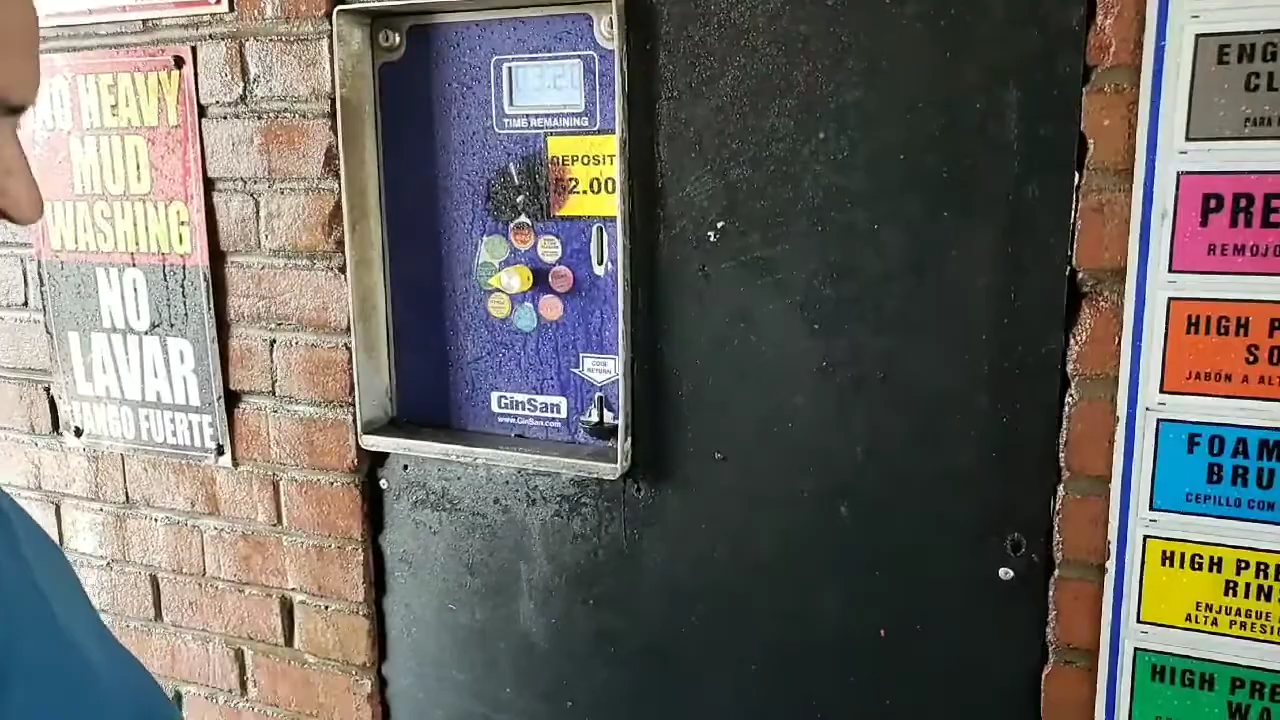 NO HEAVY
MUD
WASHING
NO
LAVAR
FANGO FUERTE
TIME REMAINING
DEPOSIT
$2.00
COIN
RETURN
GinSan
www.GinSan.com
ENG
CL
PARA
PRE
REMOJO
HIGH P
SO
JABÓN A ALT
FOAM
BRU
CEPILLO CON
HIGH PRE
RIN
ENJUAGUE
ALTA PRESI
HIGH PRE
WA